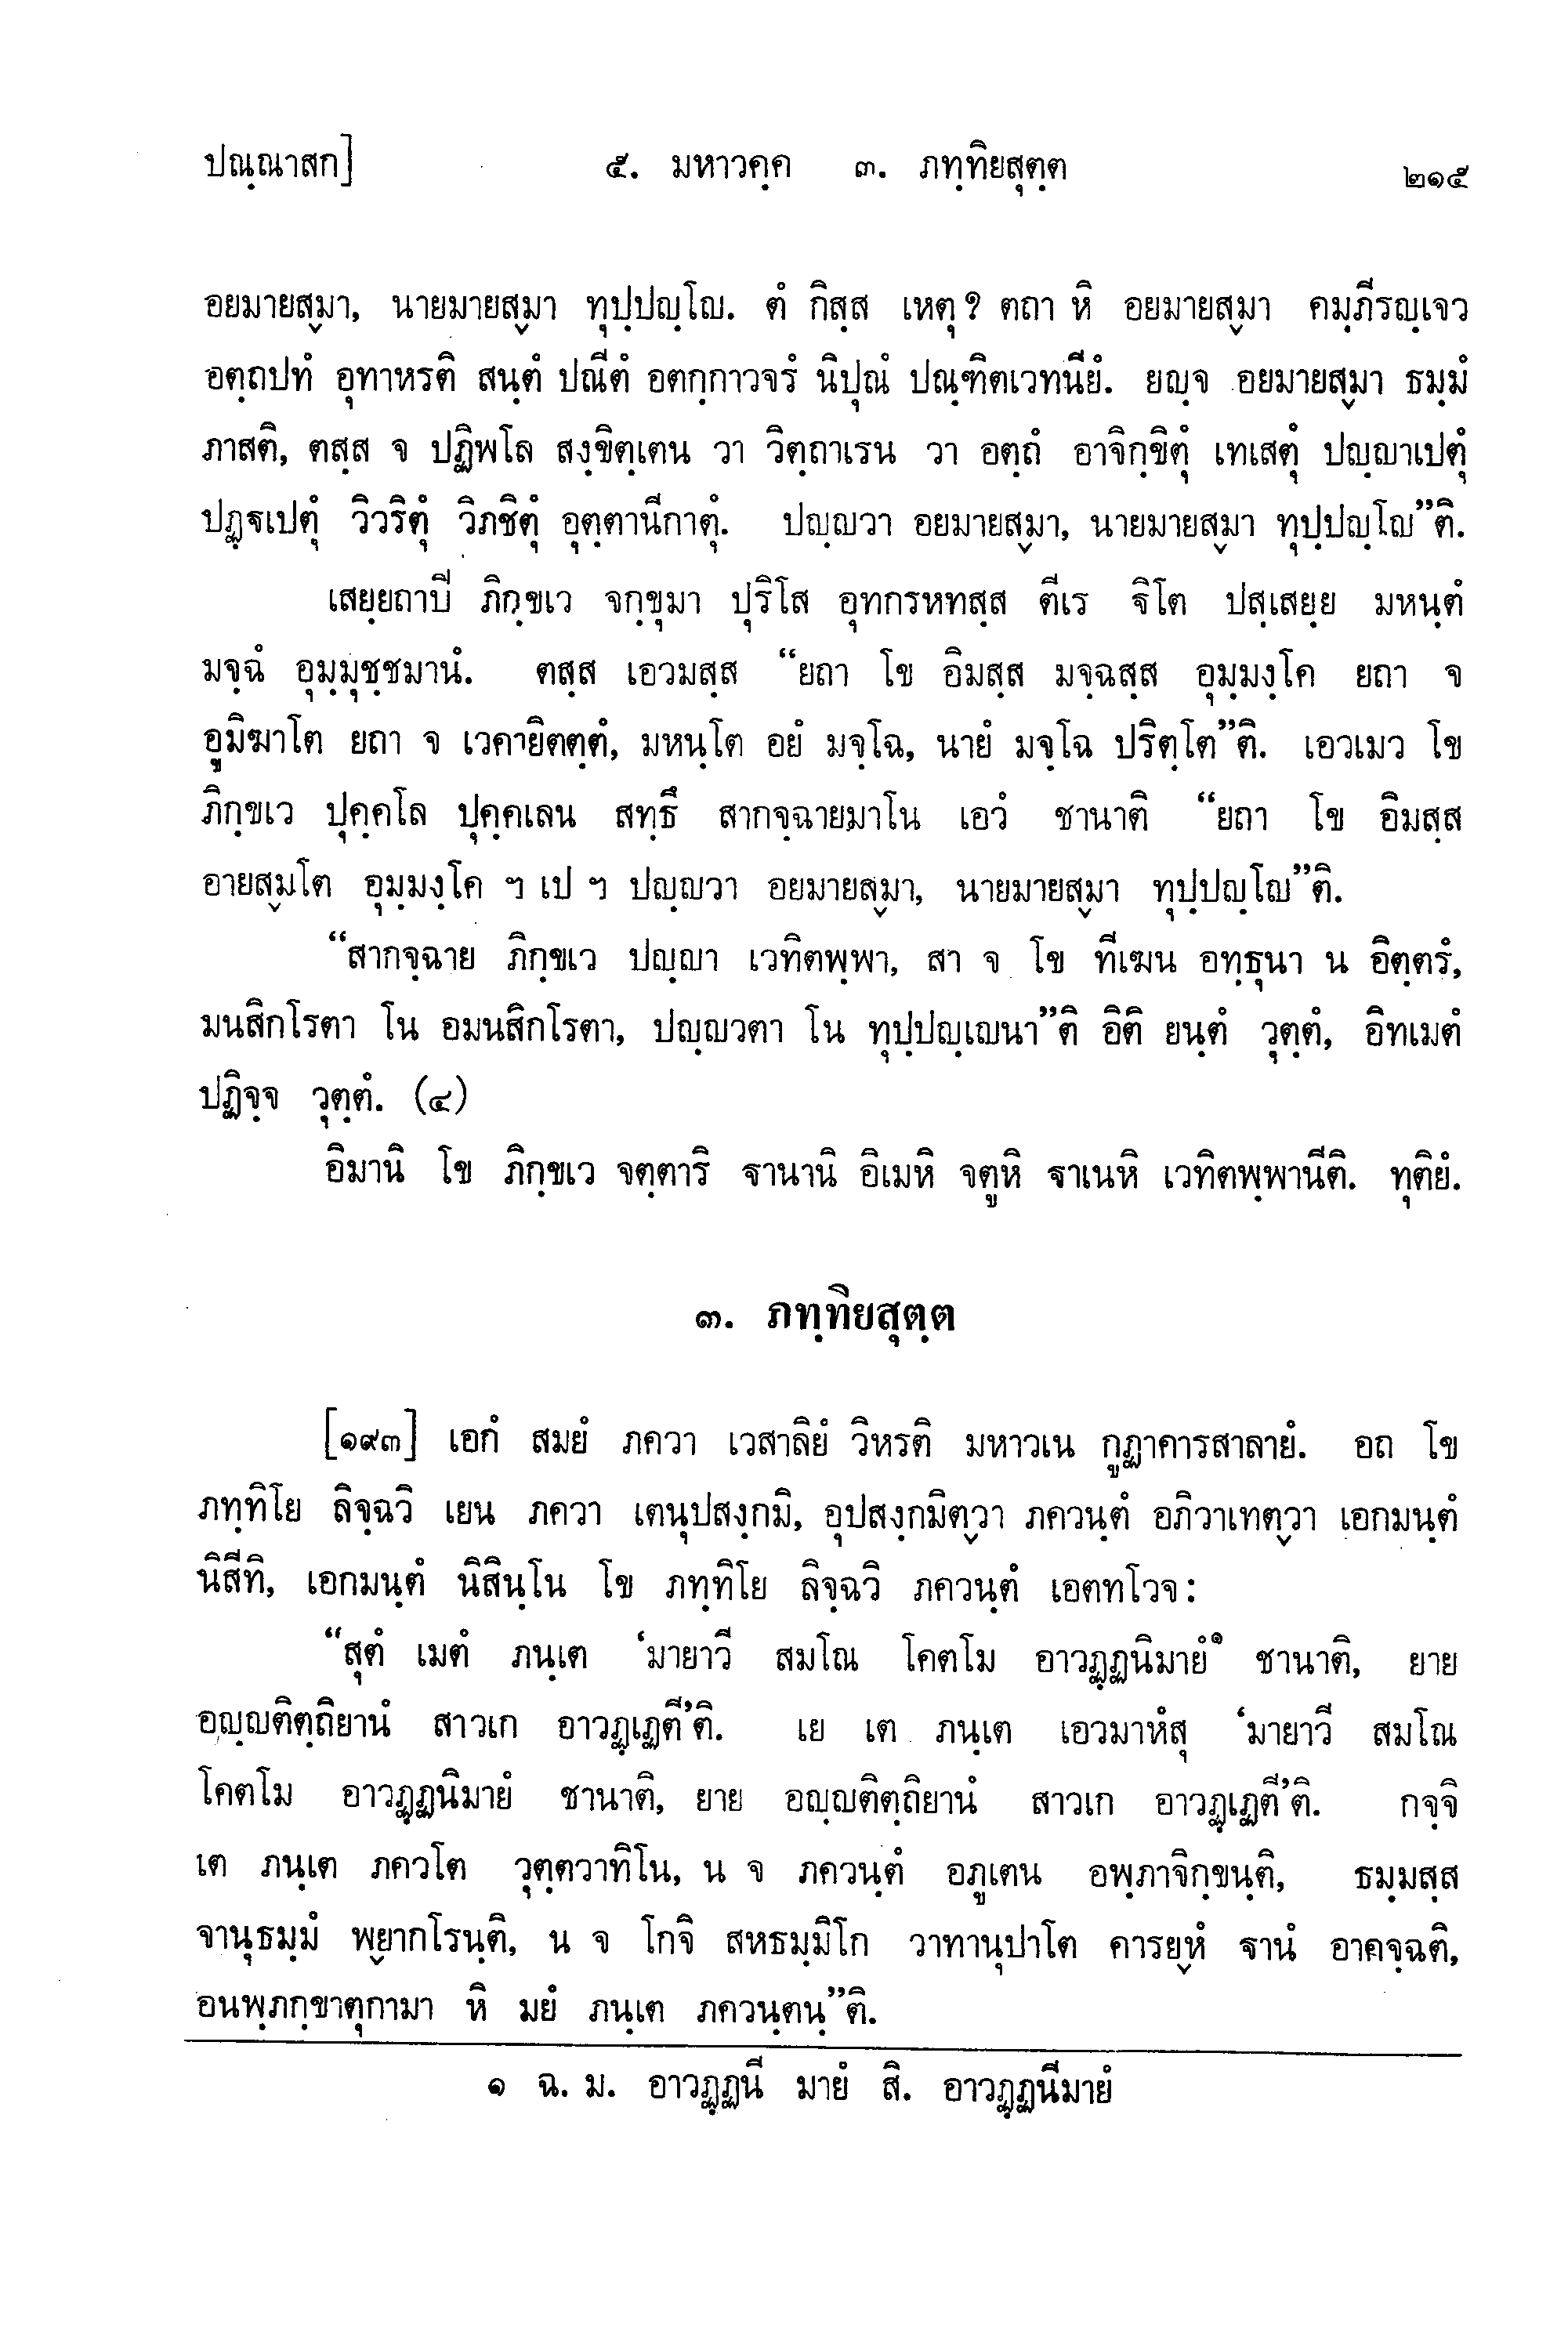 ปณฺณาสก]	๕. มหาวคฺค ๓. ภทฺทิยสุตฺต	๒๑๕
อยมายสฺมา, นายมายสฺมา ทุปฺปญฺโญ. ตํ กิสฺส เหตุ? ตถา หิ อยมายสฺมา คมฺภีรญฺเจว
อตฺถปทํ อุทาหรติ สนฺตํ ปณีตํ อตกฺกาวจรํ นิปุณํ ปณฺฑิตเวทนียํ. ยญฺจ อยมายสฺมา ธมฺมํ
ภาสติ, ตสฺส จ ปฏิพโล สงฺขิตฺเตน วา วิตฺถาเรน วา อตฺถํ อาจิกฺขิตุํ เทเสตุํ ปญฺญาเปตุํ
ปฏฺฐเปตุํ วิวริตุํ วิภชิตุํ อุตฺตานีกาตุํ. ปญฺญวา อยมายสฺมา, นายมายสฺมา ทุปฺปญฺโญ”ติ.
เสยฺยถาปี ภิกฺขเว จกฺขุมา ปุริโส อุทกรหทสฺส ตีเร ฐิโต ปสฺเสยฺย มหนฺตํ
มจฺฉํ อุมฺมุชฺชมานํ. ตสฺส เอวมสฺส “ยถา โข อิมสฺส มจฺฉสฺส อุมฺมงฺโค ยถา จ
อูมิฆาโต ยถา จ เวคายิตตฺตํ, มหนฺโต อยํ มจฺโฉ, นายํ มจฺโฉ ปริตฺโต”ติ. เอวเมว โข
ภิกฺขเว ปุคฺคโล ปุคฺคเลน สทฺธึ สากจฺฉายมาโน เอวํ ชานาติ “ยถา โข อิมสฺส
อายสฺมโต อุมฺมงฺโค ฯ เป ฯ ปญฺญวา อยมายสฺมา, นายมายสฺมา ทุปฺปญฺโญ”ติ.
“สากจฺฉาย ภิกฺขเว ปญฺญา เวทิตพฺพา, สา จ โข ทีเฆน อทฺธุนา น อิตฺตรํ,
มนสิกโรตา โน อมนสิกโรตา, ปญฺญวตา โน ทุปฺปญฺเญนา”ติ อิติ ยนฺตํ วุตฺตํ, อิทเมตํ
ปฏิจฺจ วุตฺตํ. (๔)
อิมานิ โข ภิกฺขเว จตฺตาริ ฐานานิ อิเมหิ จตูหิ ฐาเนหิ เวทิตพฺพานีติ. ทุติยํ.
๓. ภทฺทิยสุตฺต
[๑๙๓] เอกํ สมยํ ภควา เวสาลิยํ วิหรติ มหาวเน กูฏาคารสาลายํ. อถ โข
ภทฺทิโย ลิจฺฉวิ เยน ภควา เตนุปสงฺกมิ, อุปสงฺกมิตฺวา ภควนฺตํ อภิวาเทตฺวา เอกมนฺตํ
นิสีทิ, เอกมนฺตํ นิสินฺโน โข ภทฺทิโย ลิจฺฉวิ ภควนฺตํ เอตทโวจ:
“สุตํ เมตํ ภนฺเต ‘มายาวี สมโณ โคตโม อาวฏฺฏนิมายํ๑ ชานาติ, ยาย
อญฺญติตฺถิยานํ สาวเก อาวฏฺเฏตี’ติ. เย เต ภนฺเต เอวมาหํสุ ‘มายาวี สมโณ
โคตโม อาวฏฺฏนิมายํ ชานาติ, ยาย อญฺญติตฺถิยานํ สาวเก อาวฏฺเฏตี’ติ. กจฺจิ
เต ภนฺเต ภควโต วุตฺตวาทิโน, น จ ภควนฺตํ อภูเตน อพฺภาจิกฺขนฺติ, ธมฺมสฺส
จานุธมฺมํ พฺยากโรนฺติ, น จ โกจิ สหธมฺมิโก วาทานุปาโต คารยฺหํ ฐานํ อาคจฺฉติ,
อนพฺภกฺขาตุกามา หิ มยํ ภนฺเต ภควนฺตนฺ”ติ.
๑ ฉ. ม. อาวฏฺฏนี มายํ สิ. อาวฏฺฏนีมายํ